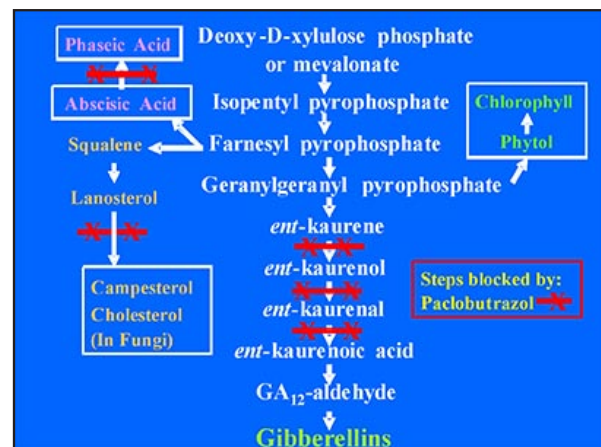 Phaseic Acid
Abscisic Acid
Squalene
Lanosterol
Campesterol
Cholesterol
(In Fungi)
Deoxy-D-xylulose phosphate
or mevalonate
Isopentyl pyrophosphate
Farnesyl pyrophosphate
Geranylgeranyl pyrophosphate
ent-kaurene
ent-kaurenol
ent-kaurenal
ent-kaurenoic acid
GA12-aldehyde
Gibberellins
Chlorophyll
Phytol
Steps blocked by:
Paclobutrazol